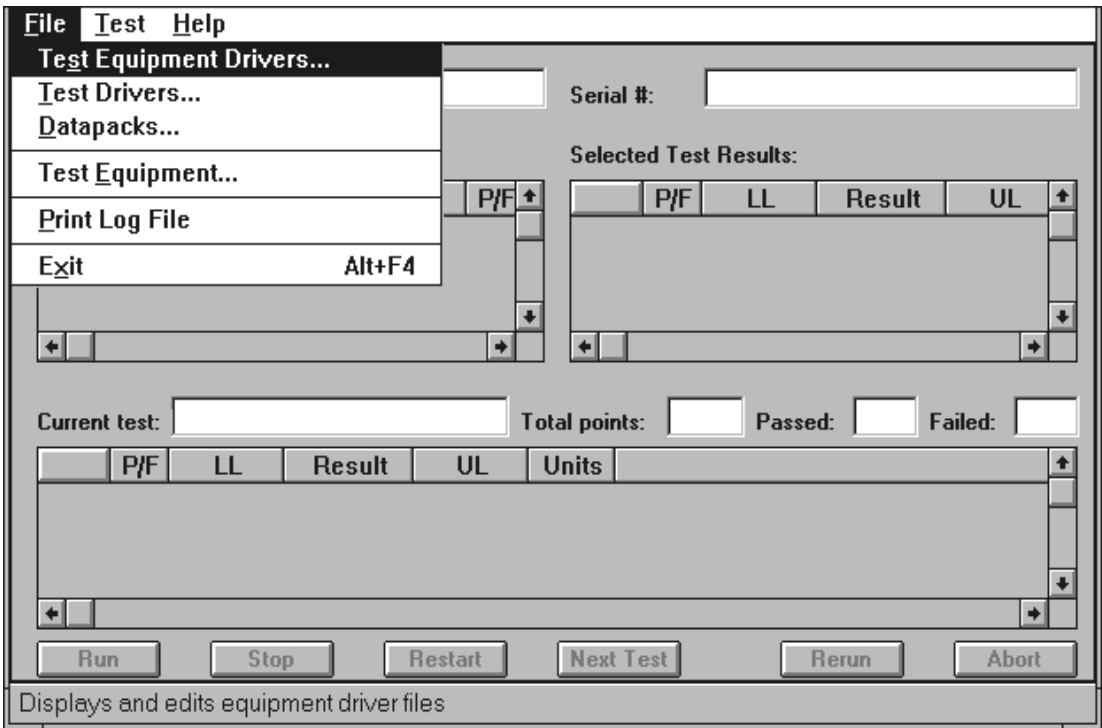 File Test Help
Test Equipment Drivers...
Test Drivers...
Datapacks...
Test Equipment...
Print Log File
Exit Alt+F4
Serial #:
Selected Test Results:
P/F
P/F LL Result UL
Current test: Total points: Passed: Failed:
P/F LL Result UL Units
Run Stop Restart Next Test Rerun Abort
Displays and edits equipment driver files